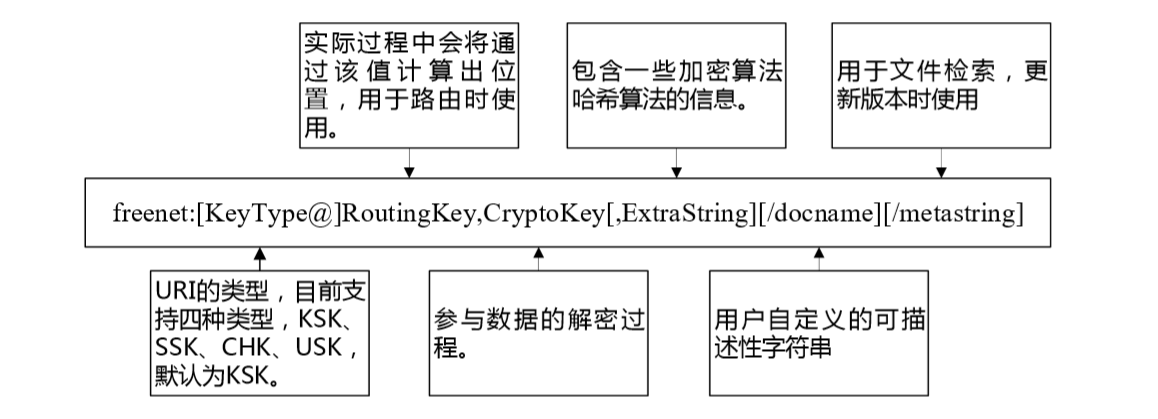 实际过程中会将通
过该值计算出位
置，用于路由时使
用。
包含一些加密算法
哈希算法的信息。
用于文件检索，更
新版本时使用
freenet:[KeyType@]RoutingKey,CryptoKey[,ExtraString][/docname][/metastring]
URI的类型，目前支
持四种类型，KSK、
SSK、CHK、USK，
默认为KSK。
参与数据的解密过
程。
用户自定义的可描
述性字符串